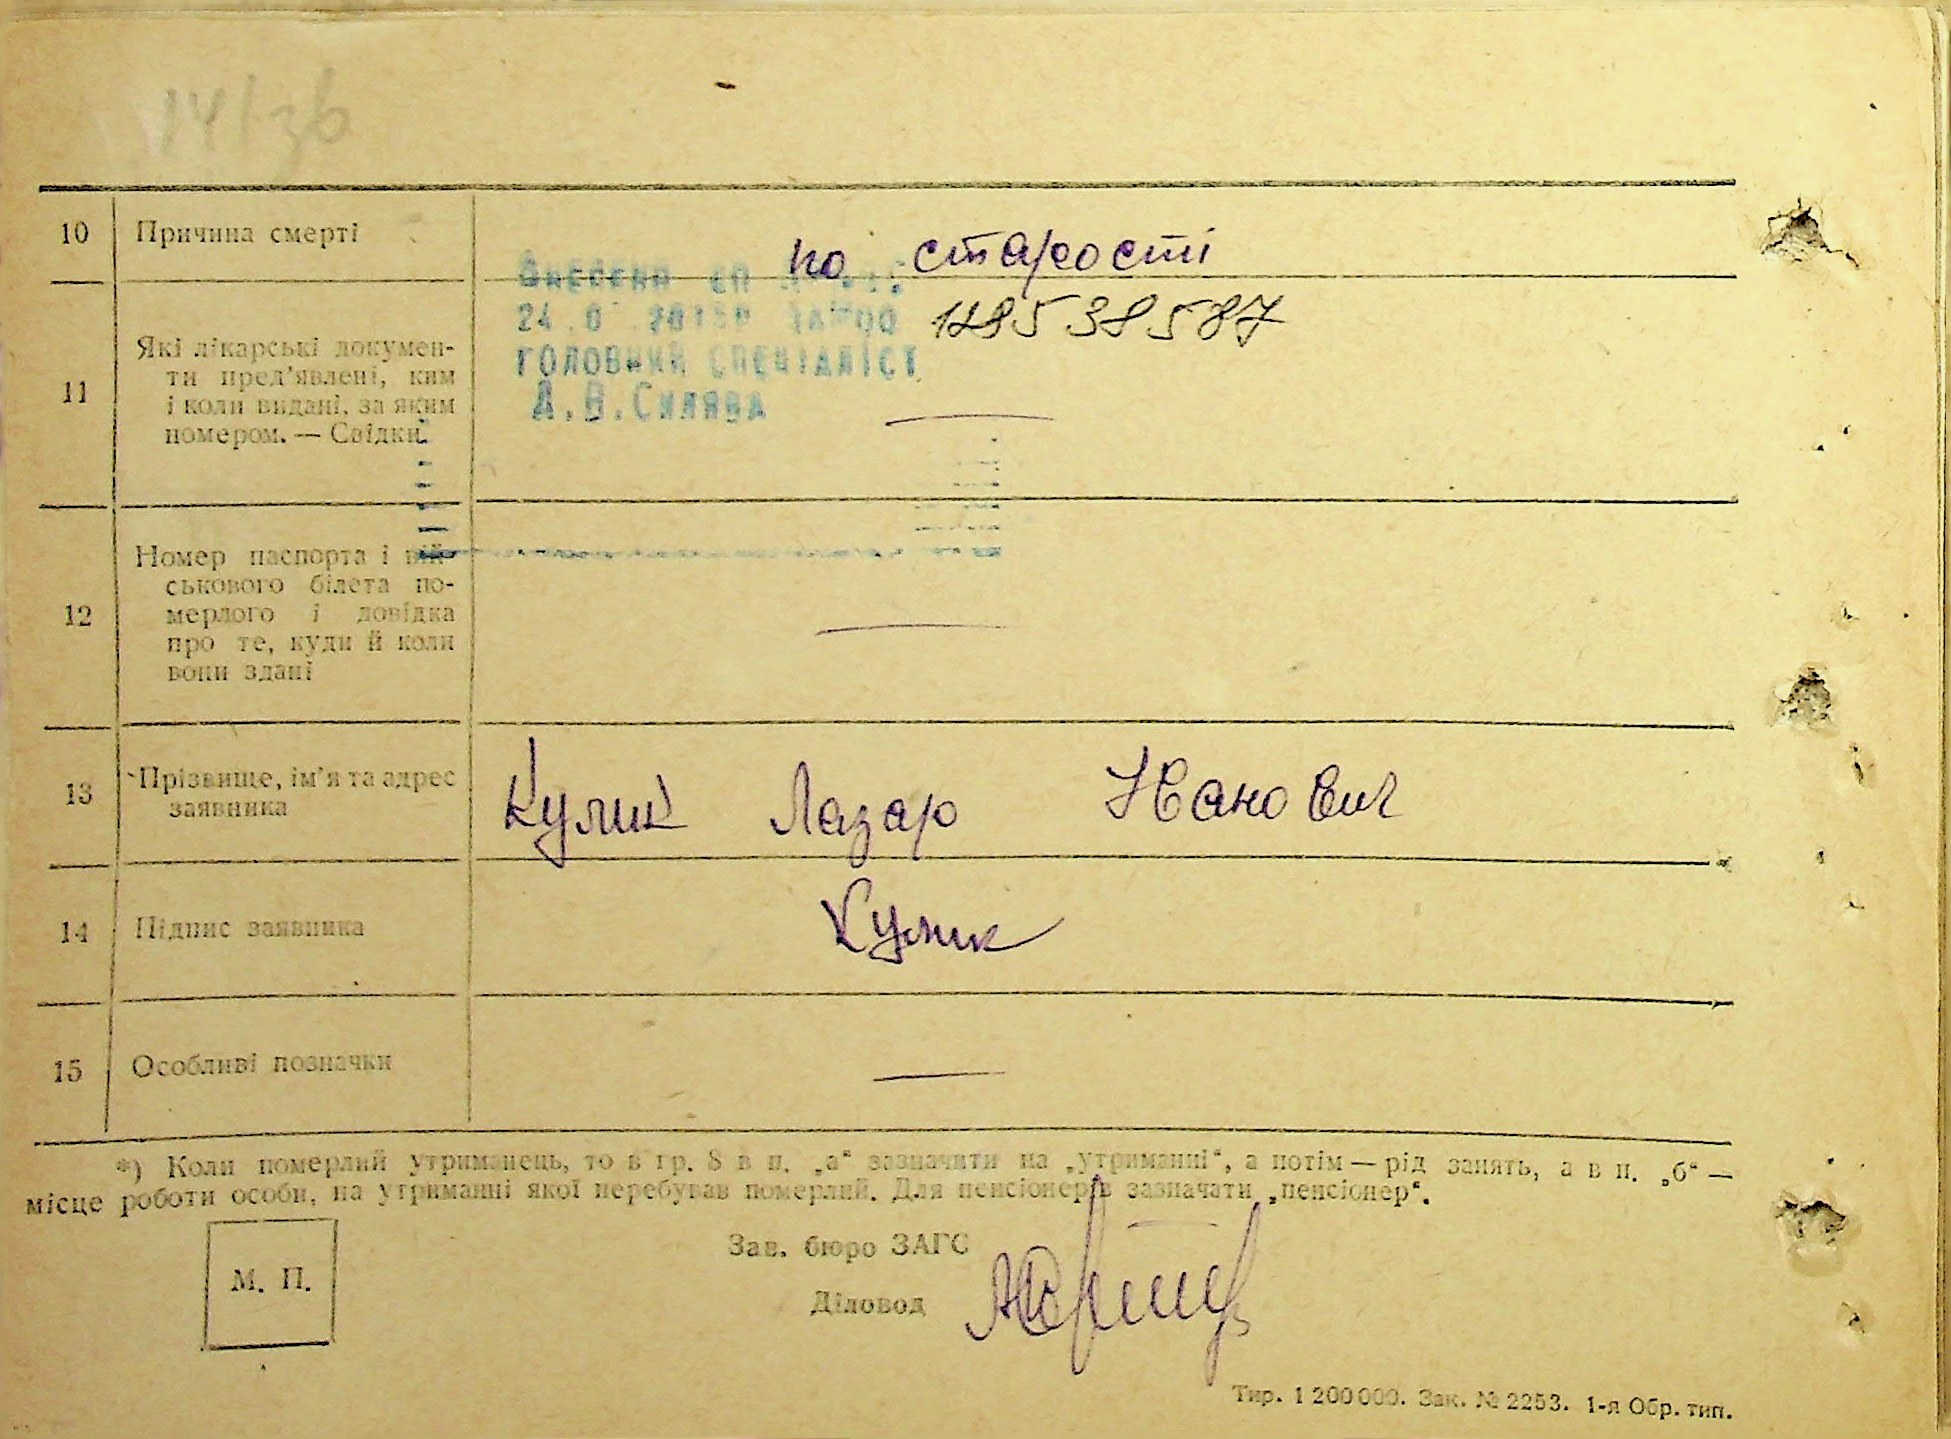 10 Причина смерті
по старості
Внесени
24.0 2015р
148538587
ГОЛОВНИЙ СПЕЦІАЛІСТ
А.В.Силява
11 Які лікарські докумен-
ти пред’явлені, ким
і коли видані, за яким
номером. — Свідки.
—
12 Номер паспорта і вій-
ськового білета по-
мерлого і довідка
про те, куди й коли
вони здані
—
13 Прізвище, ім’я та адрес
заявника
Кулик Лазар Іванович
14 Підпис заявника
Кулик
15 Особливі позначки
—
*) Коли померлий утриманець, то в гр. 8 в п. „а“ зазначити на „утриманні“, а потім — рід занять, а в п. „б“ —
місце роботи особи, на утриманні якої перебував померлий. Для пенсіонерів зазначати „пенсіонер“.
М. П.
Зав. бюро ЗАГС
Діловод
Тир. 1 200 000. Зак. № 2253. 1-я Обр. тип.